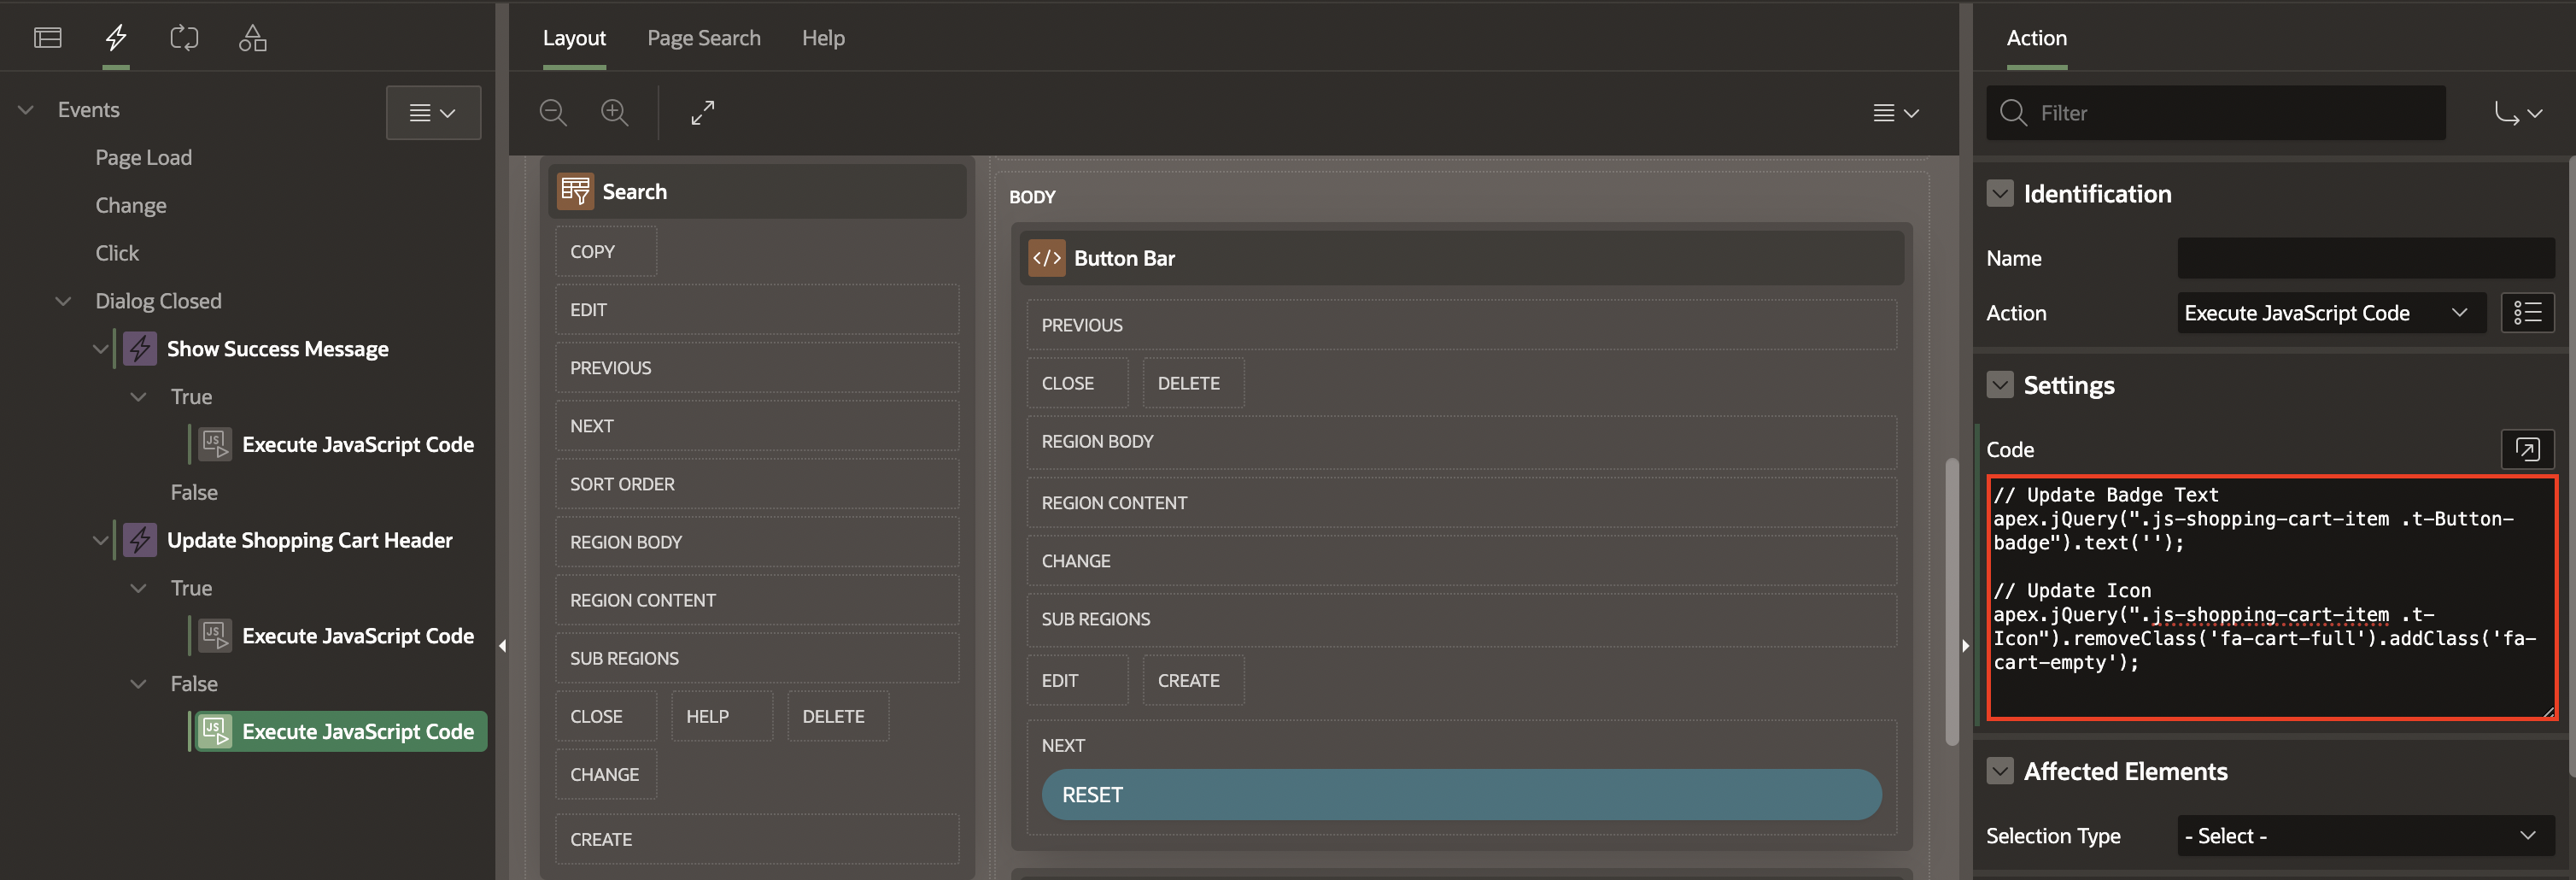 Events
Page Load
Change
Click
Dialog Closed
Show Success Message
True
JS Execute JavaScript Code
False
Update Shopping Cart Header
True
JS Execute JavaScript Code
False
JS Execute JavaScript Code
Layout Page Search Help
Search
COPY
EDIT
PREVIOUS
NEXT
SORT ORDER
REGION BODY
REGION CONTENT
SUB REGIONS
CLOSE HELP DELETE
CHANGE
CREATE
BODY
</> Button Bar
PREVIOUS
CLOSE DELETE
REGION BODY
REGION CONTENT
CHANGE
SUB REGIONS
EDIT CREATE
NEXT
RESET
Action
Filter
Identification
Name
Action Execute JavaScript Code
Settings
Code
// Update Badge Text
apex.jQuery(".js-shopping-cart-item .t-Button-
badge").text('');
// Update Icon
apex.jQuery(".js-shopping-cart-item .t-
Icon").removeClass('fa-cart-full').addClass('fa-
cart-empty');
Affected Elements
Selection Type - Select -